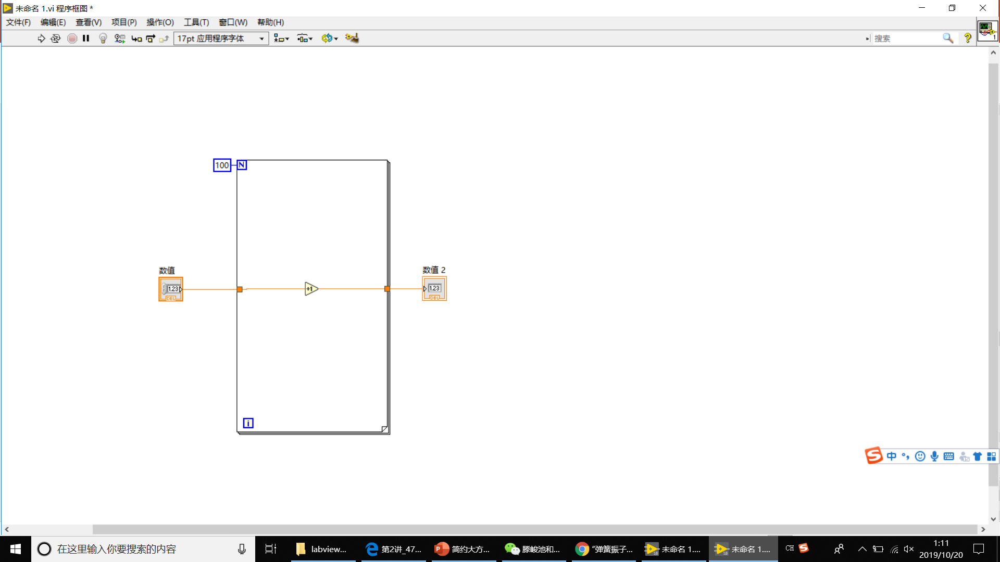 未命名 1.vi 程序框图 *
文件(F) 编辑(E) 查看(V) 项目(P) 操作(O) 工具(T) 窗口(W) 帮助(H)
17pt 应用程序字体
搜索
1
100
N
数值
1.23
DBL
+1
数值 2
1.23
DBL
i
中
在这里输入你要搜索的内容
labview...
第2讲_47...
简约大方...
滕峻池和...
“弹簧振子...
未命名 1....
未命名 1....
CH
1:11
2019/10/20